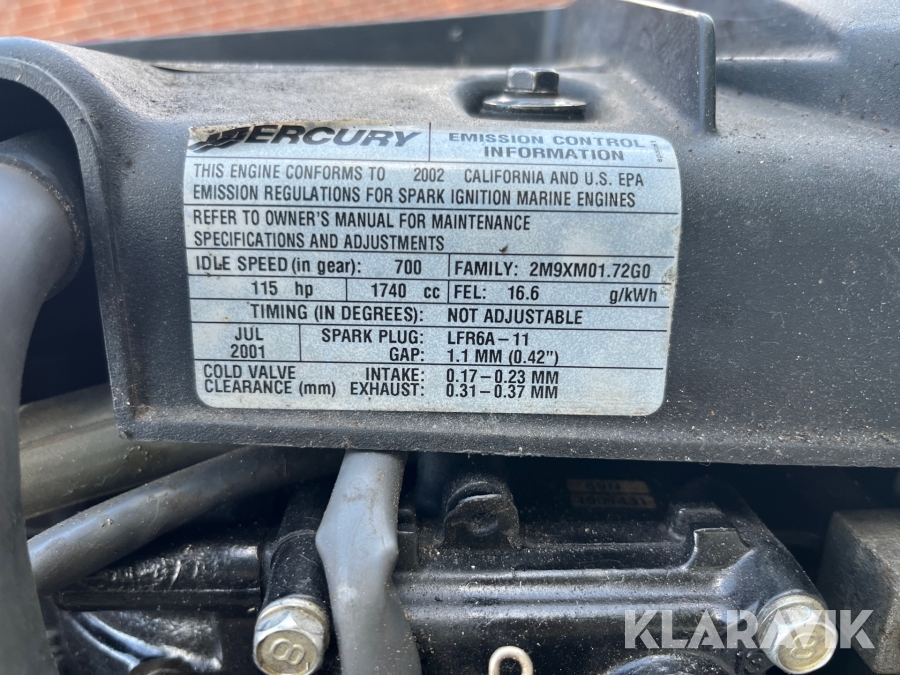 MERCURY
EMISSION CONTROL
INFORMATION
THIS ENGINE CONFORMS TO 2002 CALIFORNIA AND U.S. EPA
EMISSION REGULATIONS FOR SPARK IGNITION MARINE ENGINES
REFER TO OWNER'S MANUAL FOR MAINTENANCE
SPECIFICATIONS AND ADJUSTMENTS
IDLE SPEED (in gear): 700 FAMILY: 2M9XM01.72G0
115 hp 1740 cc FEL: 16.6 g/kWh
TIMING (IN DEGREES): NOT ADJUSTABLE
JUL
2001
SPARK PLUG: LFR6A-11
GAP: 1.1 MM (0.42")
COLD VALVE
CLEARANCE (mm)
INTAKE: 0.17-0.23 MM
EXHAUST: 0.31-0.37 MM
8
KLARAVIK